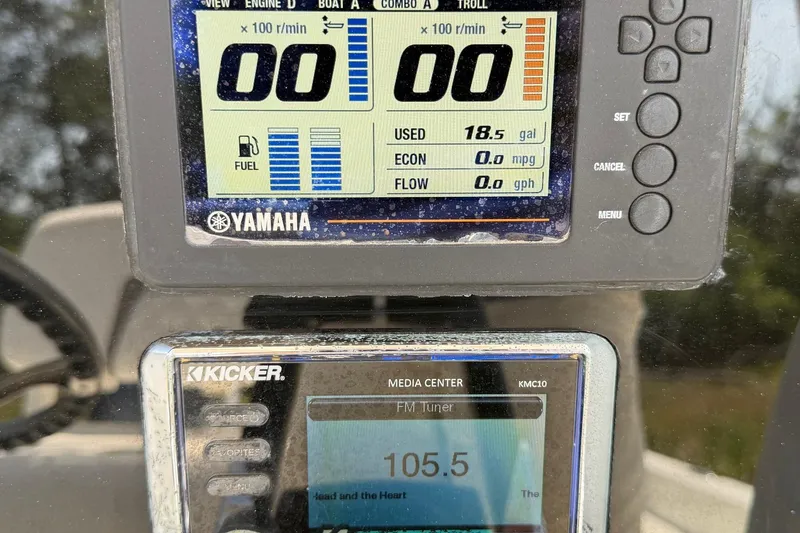 VIEW ENGINE D BOAT A COMBO A TROLL
× 100 r/min × 100 r/min
00 00
USED 18.5 gal
FUEL
ECON 0.0 mpg
FLOW 0.0 gph
YAMAHA
SET
CANCEL
MENU
KICKER®
MEDIA CENTER KMC10
FM Tuner
SOURCE
FAVORITES
105.5
Head and the Heart The